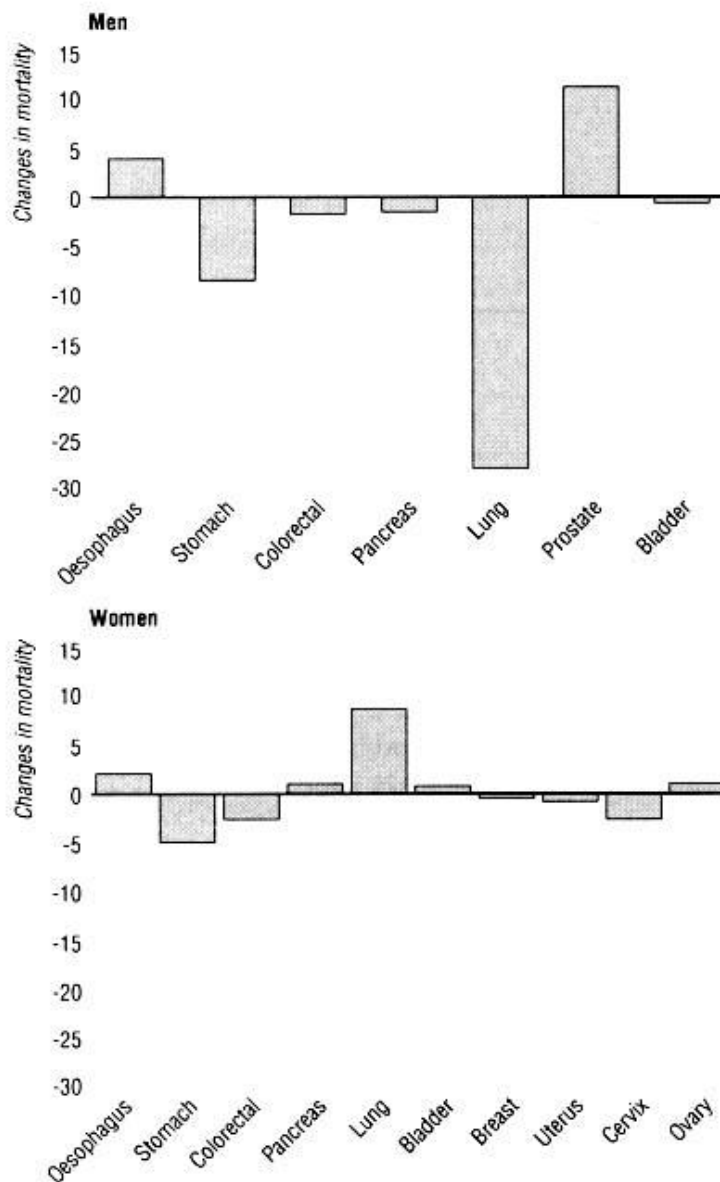 Men
Changes in mortality
15
10
5
0
-5
-10
-15
-20
-25
-30
Oesophagus
Stomach
Colorectal
Pancreas
Lung
Prostate
Bladder
Women
Changes in mortality
15
10
5
0
-5
-10
-15
-20
-25
-30
Oesophagus
Stomach
Colorectal
Pancreas
Lung
Bladder
Breast
Uterus
Cervix
Ovary